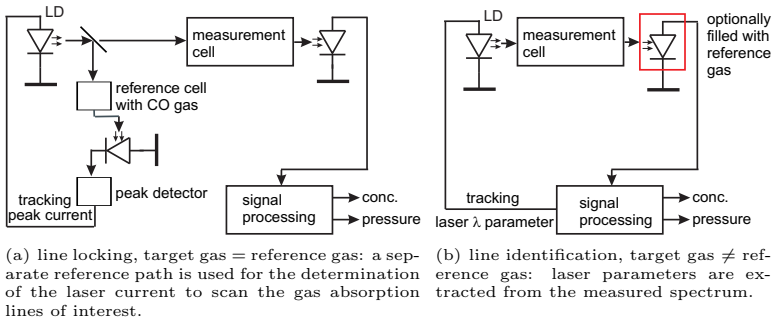 LD
measurement
cell
reference cell
with CO gas
peak detector
tracking
peak current
signal
processing
conc.
pressure
(a) line locking, target gas = reference gas: a sep-
arate reference path is used for the determination
of the laser current to scan the gas absorption
lines of interest.
LD
measurement
cell
optionally
filled with
reference
gas
tracking
laser λ parameter
signal
processing
conc.
pressure
(b) line identification, target gas ≠ ref-
erence gas: laser parameters are ex-
tracted from the measured spectrum.